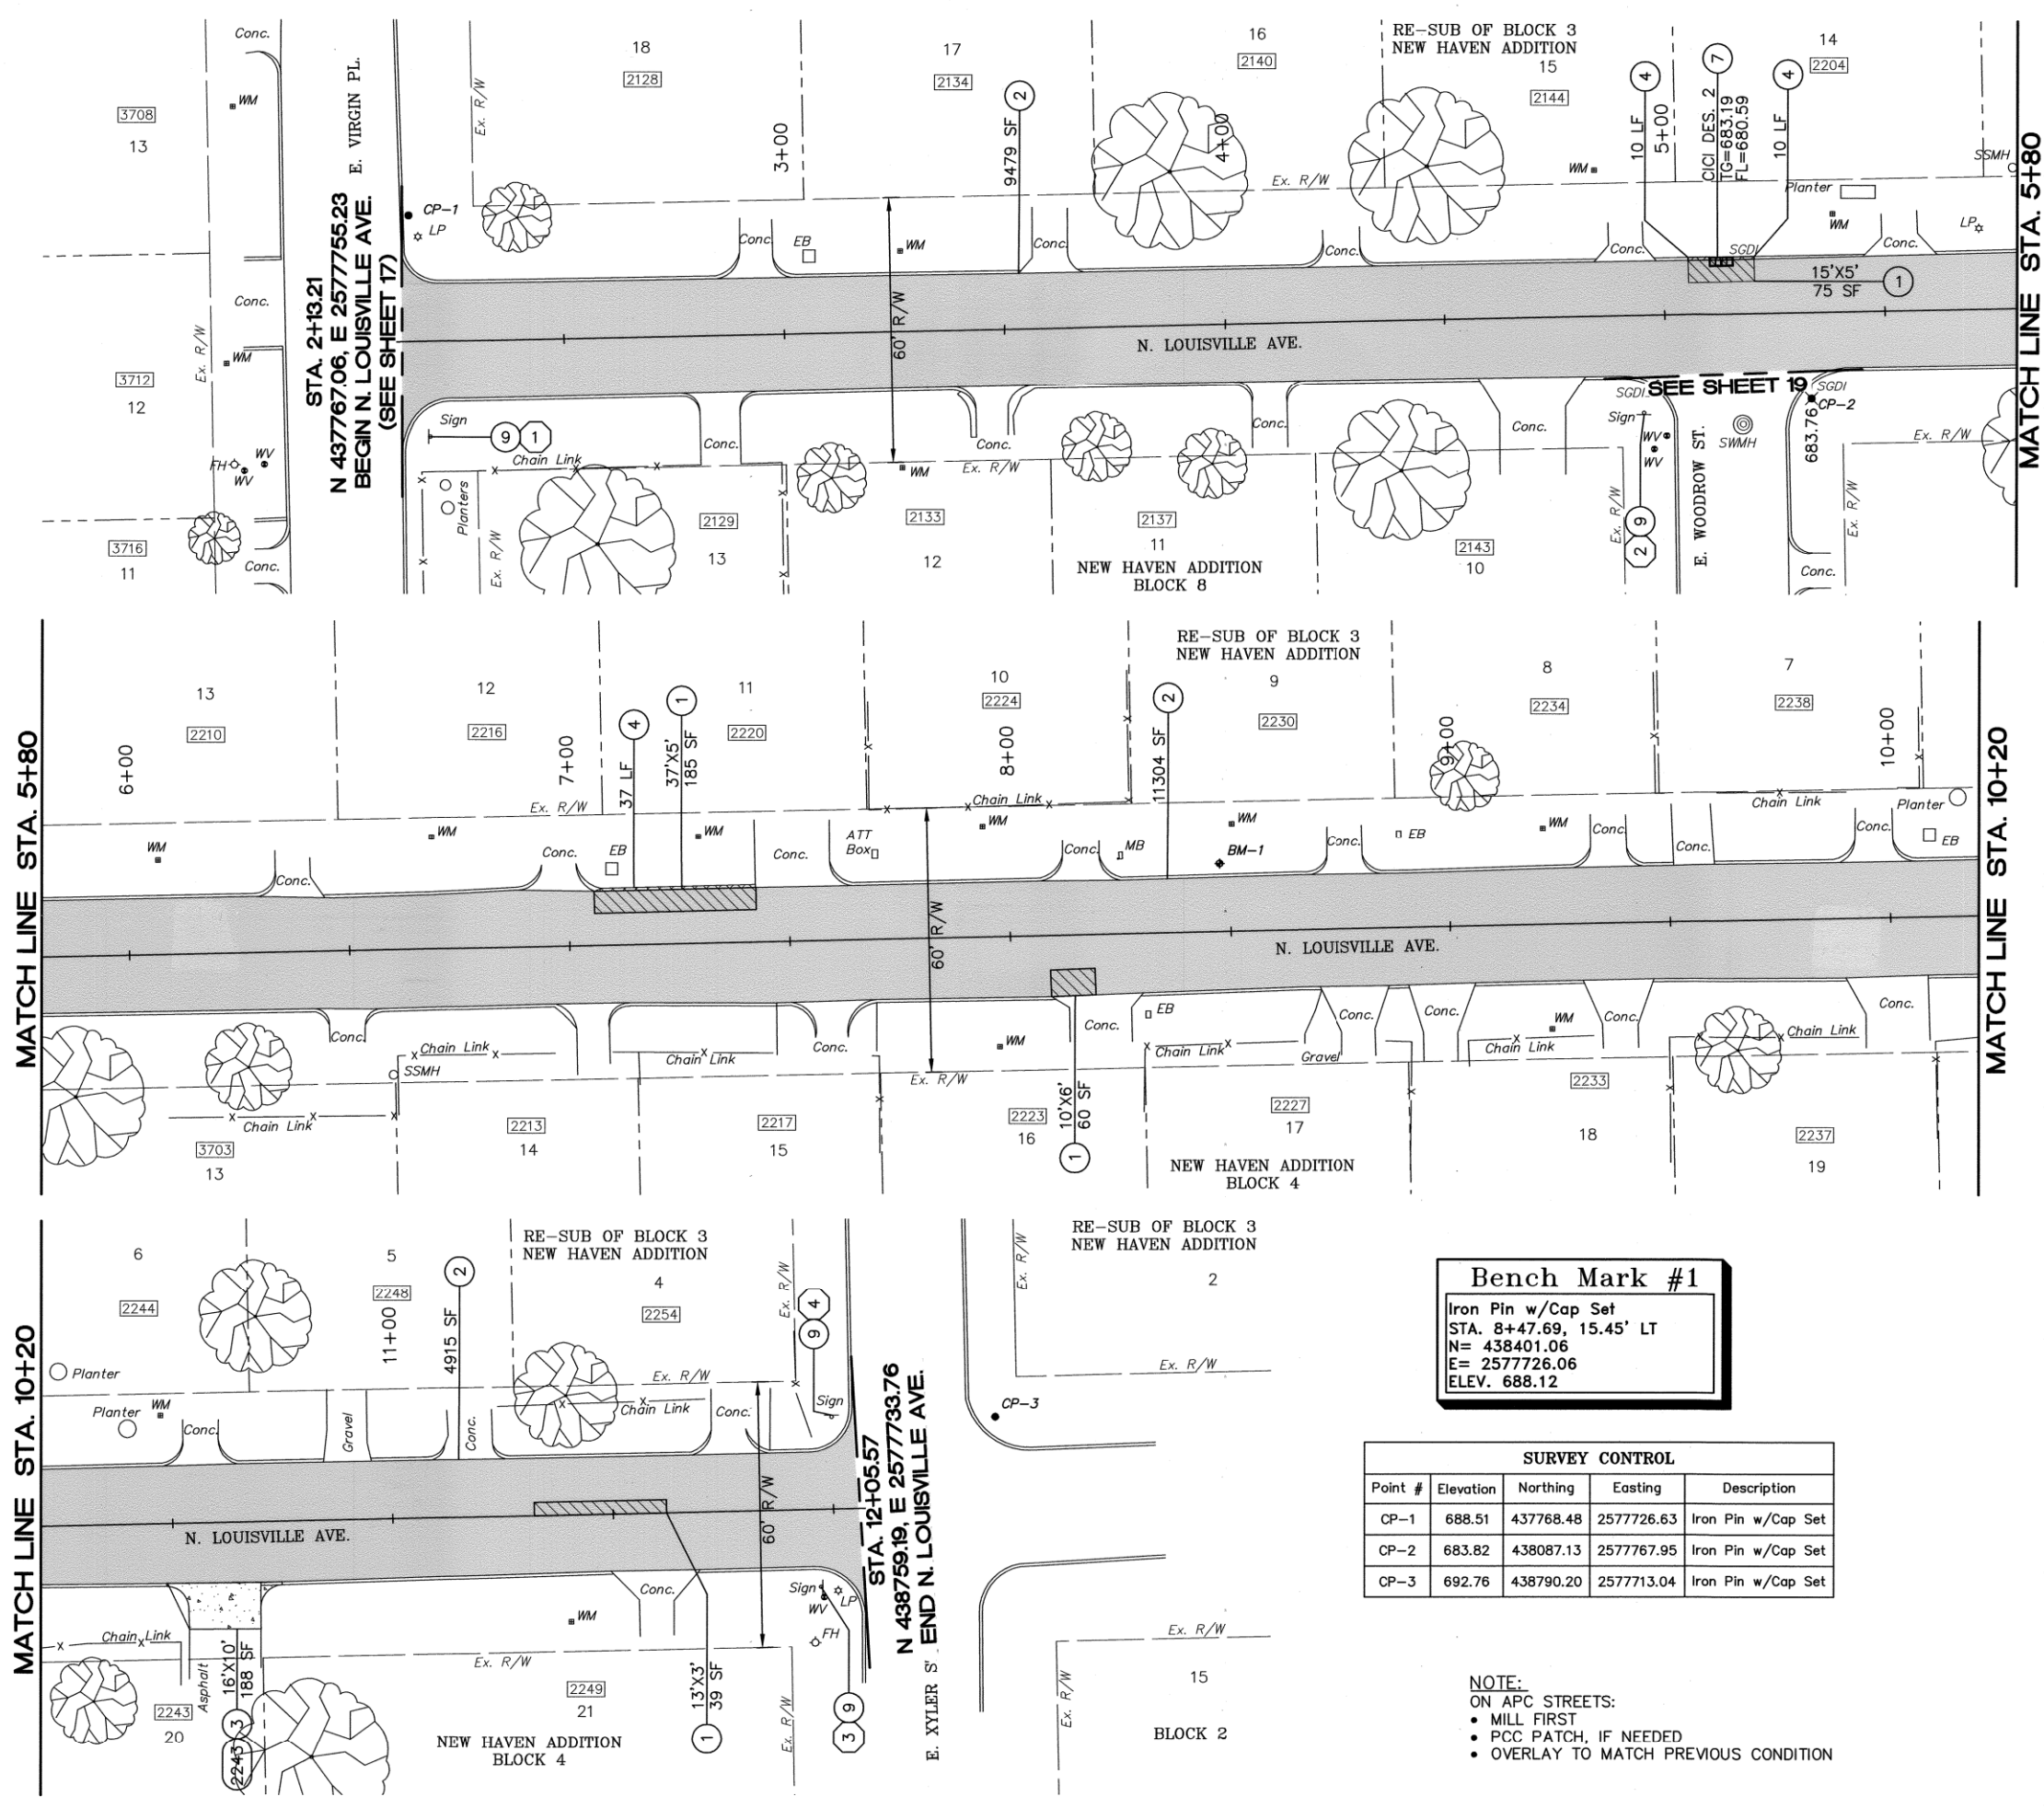 Conc.
18
2128
17
2134
2
9479 SF
16
2140
RE-SUB OF BLOCK 3
NEW HAVEN ADDITION
15
2144
4
10 LF
5+00
7
CICI DES. 2
TG=683.19
FL=680.59
4
10 LF
14
2204
3708
13
WM
E. VIRGIN PL.
Ex. R/W
3+00
4+00
Ex. R/W
WM
SSMH
Planter
WM
LP
CP-1
LP
Conc.
EB
WM
Conc.
Conc.
Conc.
SGDI
Conc.
15'X5'
75 SF
1
MATCH LINE STA. 5+80
STA. 2+13.21
N 437767.06, E 2577755.23
BEGIN N. LOUISVILLE AVE.
(SEE SHEET 17)
Conc.
Ex. R/W
WM
3712
12
60' R/W
N. LOUISVILLE AVE.
SEE SHEET 19
SGDI
SGDI
CP-2
683.76
Sign
9
1
Chain Link
Conc.
Conc.
Ex. R/W
WM
Conc.
Conc.
Sign
WV
WV
SWMH
Ex. R/W
FH
WV
WV
Planters
Ex. R/W
2129
13
2133
12
2137
11
NEW HAVEN ADDITION
BLOCK 8
2143
10
Ex. R/W
9
2
E. WOODROW ST.
Ex. R/W
Conc.
3716
11
Conc.
MATCH LINE STA. 5+80
13
2210
6+00
12
2216
7+00
4
37 LF
1
37'X5'
185 SF
11
2220
10
2224
8+00
2
11304 SF
RE-SUB OF BLOCK 3
NEW HAVEN ADDITION
9
2230
9+00
8
2234
7
2238
10+00
MATCH LINE STA. 10+20
Ex. R/W
Chain Link
Chain Link
Planter
WM
Conc.
WM
Conc.
EB
WM
Conc.
ATT
Box
WM
Conc.
MB
WM
BM-1
Conc.
EB
WM
Conc.
Conc.
Conc.
EB
60' R/W
N. LOUISVILLE AVE.
Conc.
Chain Link
SSMH
Chain Link
Conc.
WM
Ex. R/W
Conc.
EB
Chain Link
Gravel
Conc.
Conc.
Chain Link
WM
Conc.
Chain Link
Conc.
Chain Link
3703
13
2213
14
2217
15
2223
16
10'X6'
60 SF
1
2227
17
NEW HAVEN ADDITION
BLOCK 4
2233
18
2237
19
MATCH LINE STA. 10+20
6
2244
5
2248
11+00
2
4915 SF
RE-SUB OF BLOCK 3
NEW HAVEN ADDITION
4
2254
Ex. R/W
4
9
Sign
RE-SUB OF BLOCK 3
NEW HAVEN ADDITION
2
Ex. R/W
Ex. R/W
CP-3
Planter
Planter
WM
Conc.
Gravel
Conc.
Ex. R/W
Chain Link
Conc.
60' R/W
N. LOUISVILLE AVE.
STA. 12+05.57
N 438759.19, E 2577733.76
END N. LOUISVILLE AVE.
E. XYLER S
Chain Link
Asphalt
16'X10'
188 SF
3
2243
2243
20
Ex. R/W
WM
Conc.
2249
21
NEW HAVEN ADDITION
BLOCK 4
13'X3'
39 SF
1
Sign
WV
LP
FH
Ex. R/W
9
3
Ex. R/W
Ex. R/W
15
BLOCK 2
Bench Mark #1
Iron Pin w/Cap Set
STA. 8+47.69, 15.45' LT
N= 438401.06
E= 2577726.06
ELEV. 688.12
SURVEY CONTROL
Point # Elevation Northing Easting Description
CP-1 688.51 437768.48 2577726.63 Iron Pin w/Cap Set
CP-2 683.82 438087.13 2577767.95 Iron Pin w/Cap Set
CP-3 692.76 438790.20 2577713.04 Iron Pin w/Cap Set
NOTE:
ON APC STREETS:
• MILL FIRST
• PCC PATCH, IF NEEDED
• OVERLAY TO MATCH PREVIOUS CONDITION